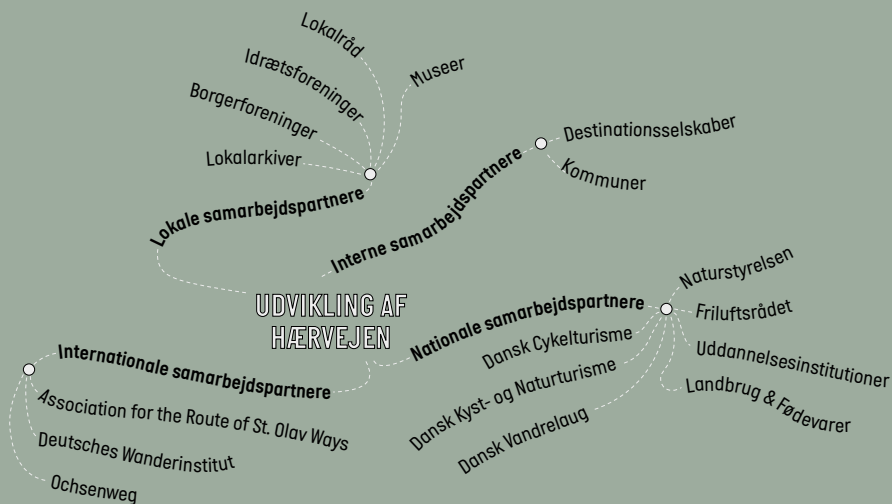 Lokalråd
Idrætsforeninger
Museer
Borgerforeninger
Lokalarkiver
Lokale samarbejdspartnere
Destinationsselskaber
Kommuner
Interne samarbejdspartnere
UDVIKLING AF
HÆRVEJEN
Nationale samarbejdspartnere
Naturstyrelsen
Friluftsrådet
Uddannelsesinstitutioner
Landbrug & Fødevarer
Dansk Cykelturisme
Dansk Kyst- og Naturturisme
Dansk Vandrelaug
Internationale samarbejdspartnere
Association for the Route of St. Olav Ways
Deutsches Wanderinstitut
Ochsenweg